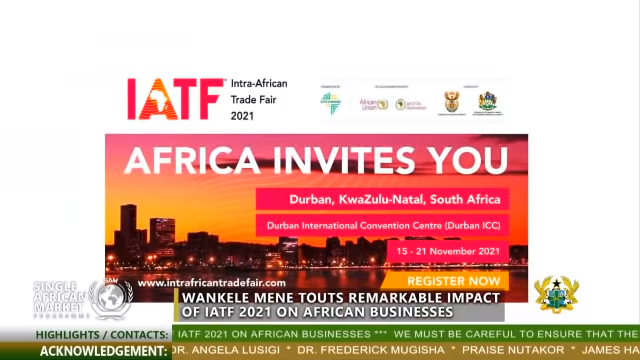 IATF
Intra-African
Trade Fair
2021
African
Union
AFRICA INVITES YOU
Durban, KwaZulu-Natal, South Africa
Durban International Convention Centre (Durban ICC)
15 - 21 November 2021
www.intrafricantradefair.com
REGISTER NOW
SINGLE
AFRICAN
MARKET
PROGRAMME
SAM
WANKELE MENE TOUTS REMARKABLE IMPACT
OF IATF 2021 ON AFRICAN BUSINESSES
HIGHLIGHTS / CONTACTS: IATF 2021 ON AFRICAN BUSINESSES *** WE MUST BE CAREFUL TO ENSURE THAT THE
ACKNOWLEDGEMENT: *DR. ANGELA LUSIGI * DR. FREDERICK MUGISHA * PRAISE NUTAKOR * JAMES HA